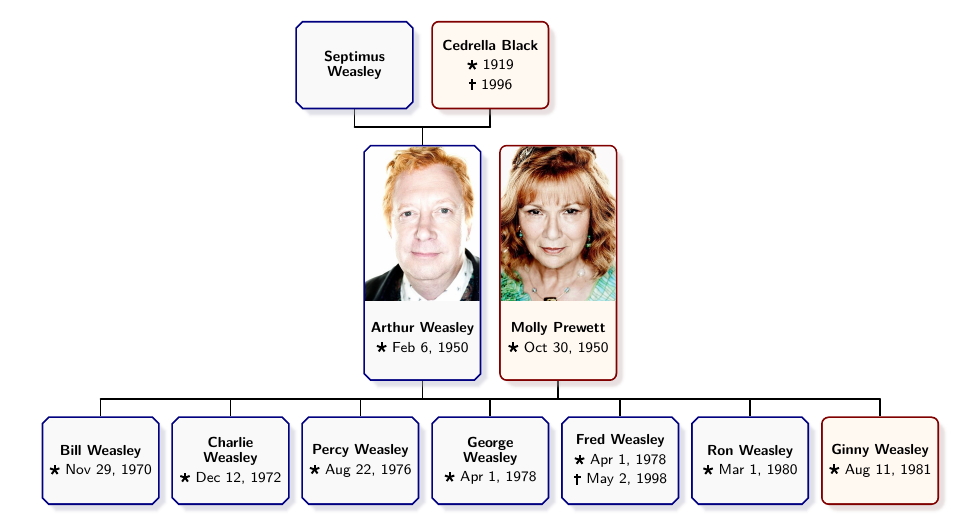 Septimus
Weasley
Cedrella Black
★ 1919
† 1996
Arthur Weasley
★ Feb 6, 1950
Molly Prewett
★ Oct 30, 1950
Bill Weasley
★ Nov 29, 1970
Charlie
Weasley
★ Dec 12, 1972
Percy Weasley
★ Aug 22, 1976
George
Weasley
★ Apr 1, 1978
Fred Weasley
★ Apr 1, 1978
† May 2, 1998
Ron Weasley
★ Mar 1, 1980
Ginny Weasley
★ Aug 11, 1981